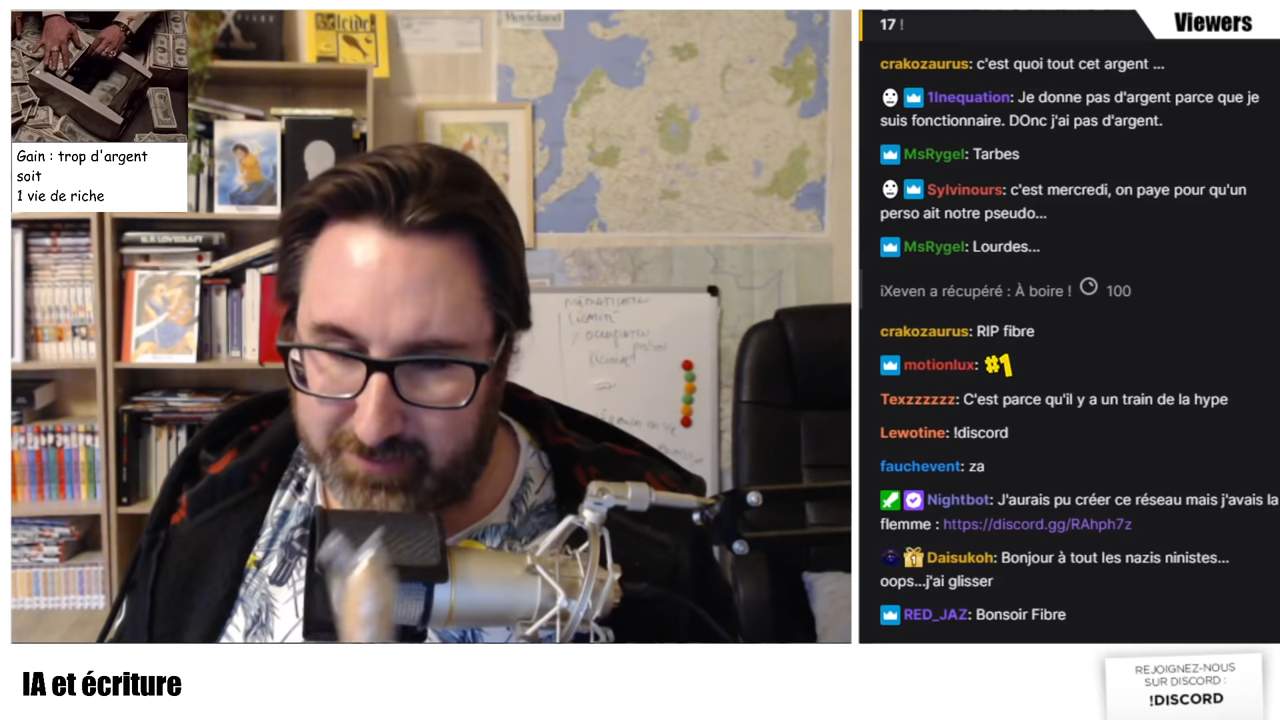 Gain : trop d'argent
soit
1 vie de riche
Movieland
IA et écriture
Viewers
17 !
crakozaurus: c'est quoi tout cet argent ...
1Inequation: Je donne pas d'argent parce que je
suis fonctionnaire. DOnc j'ai pas d'argent.
MsRygel: Tarbes
Sylvinours: c'est mercredi, on paye pour qu'un
perso ait notre pseudo...
MsRygel: Lourdes...
iXeven a récupéré : À boire ! 100
crakozaurus: RIP fibre
motionlux: #1
Texzzzzzz: C'est parce qu'il y a un train de la hype
Lewotine: !discord
fauchevent: za
Nightbot: J'aurais pu créer ce réseau mais j'avais la
flemme : https://discord.gg/RAhph7z
Daisukoh: Bonjour à tout les nazis ninistes...
oops...j'ai glisser
RED_JAZ: Bonsoir Fibre
REJOIGNEZ-NOUS
SUR DISCORD :
!DISCORD